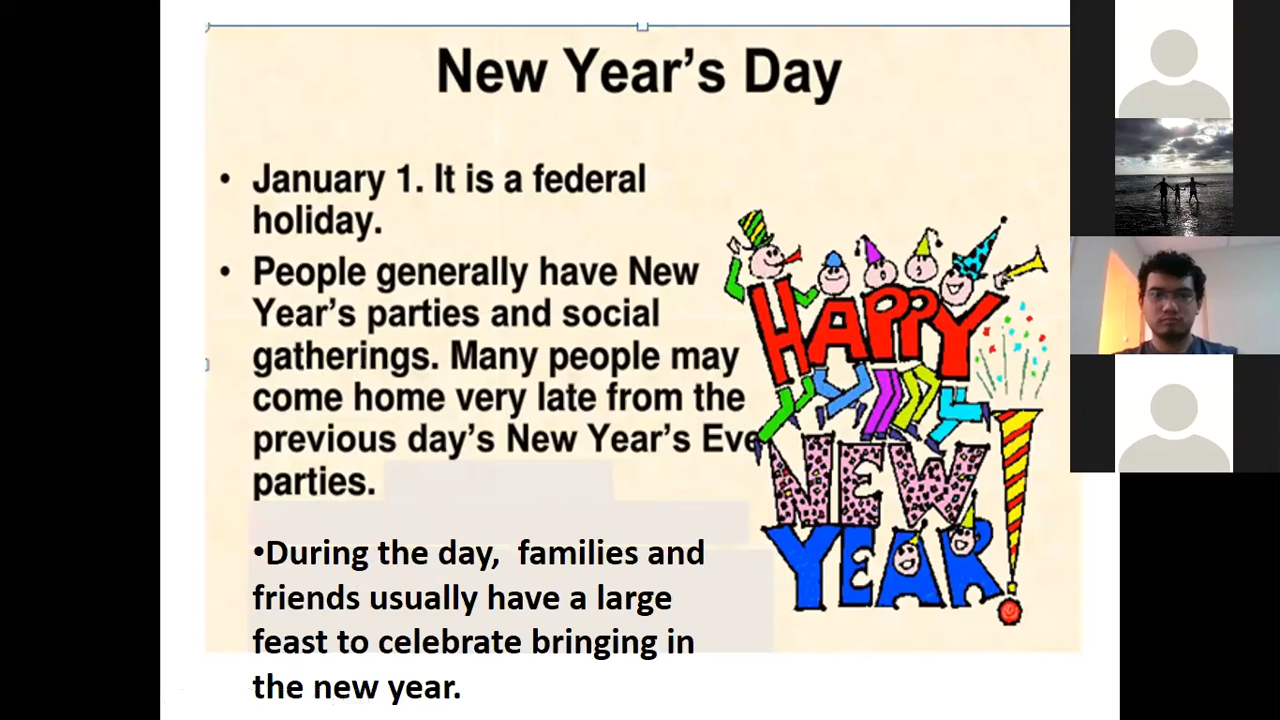 New Year’s Day
• January 1. It is a federal
holiday.
• People generally have New
Year’s parties and social
gatherings. Many people may
come home very late from the
previous day’s New Year’s Eve
parties.
•During the day,  families and
friends usually have a large
feast to celebrate bringing in
the new year.
HAPPY
NEW
YEAR!